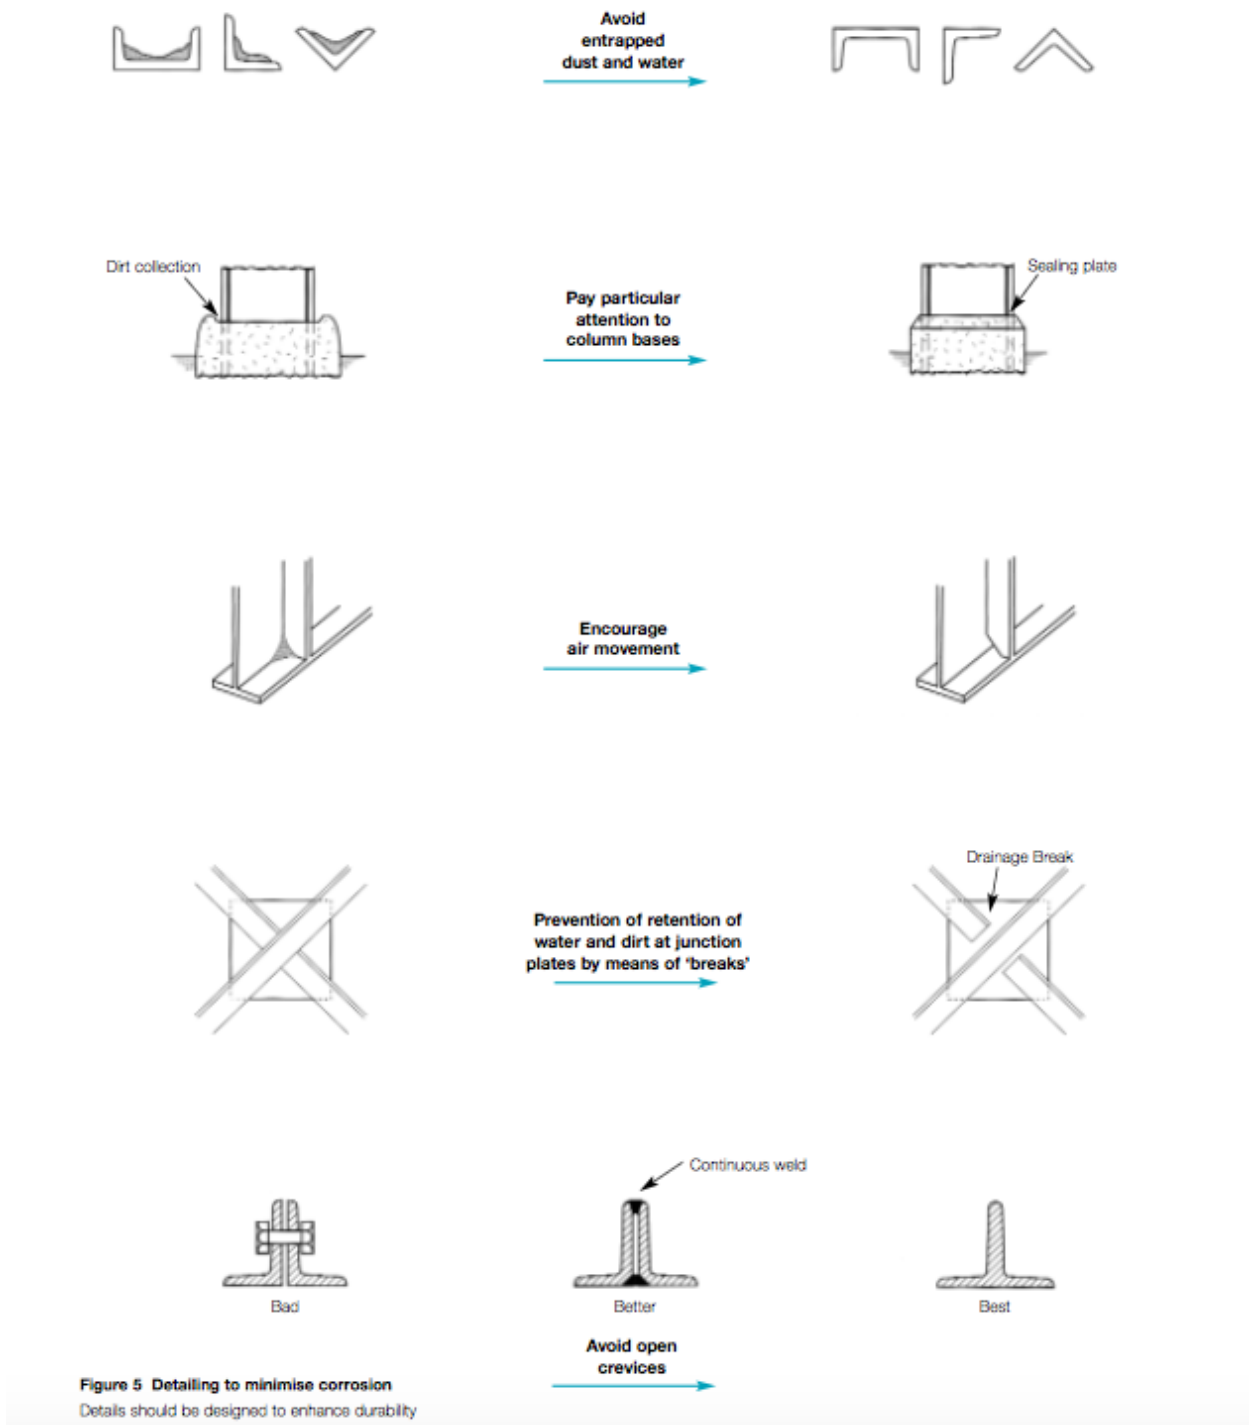 Avoid
entrapped
dust and water
Dirt collection
Pay particular
attention to
column bases
Sealing plate
Encourage
air movement
Drainage Break
Prevention of retention of
water and dirt at junction
plates by means of ‘breaks’
Continuous weld
Bad
Better
Best
Avoid open
crevices
Figure 5 Detailing to minimise corrosion
Details should be designed to enhance durability